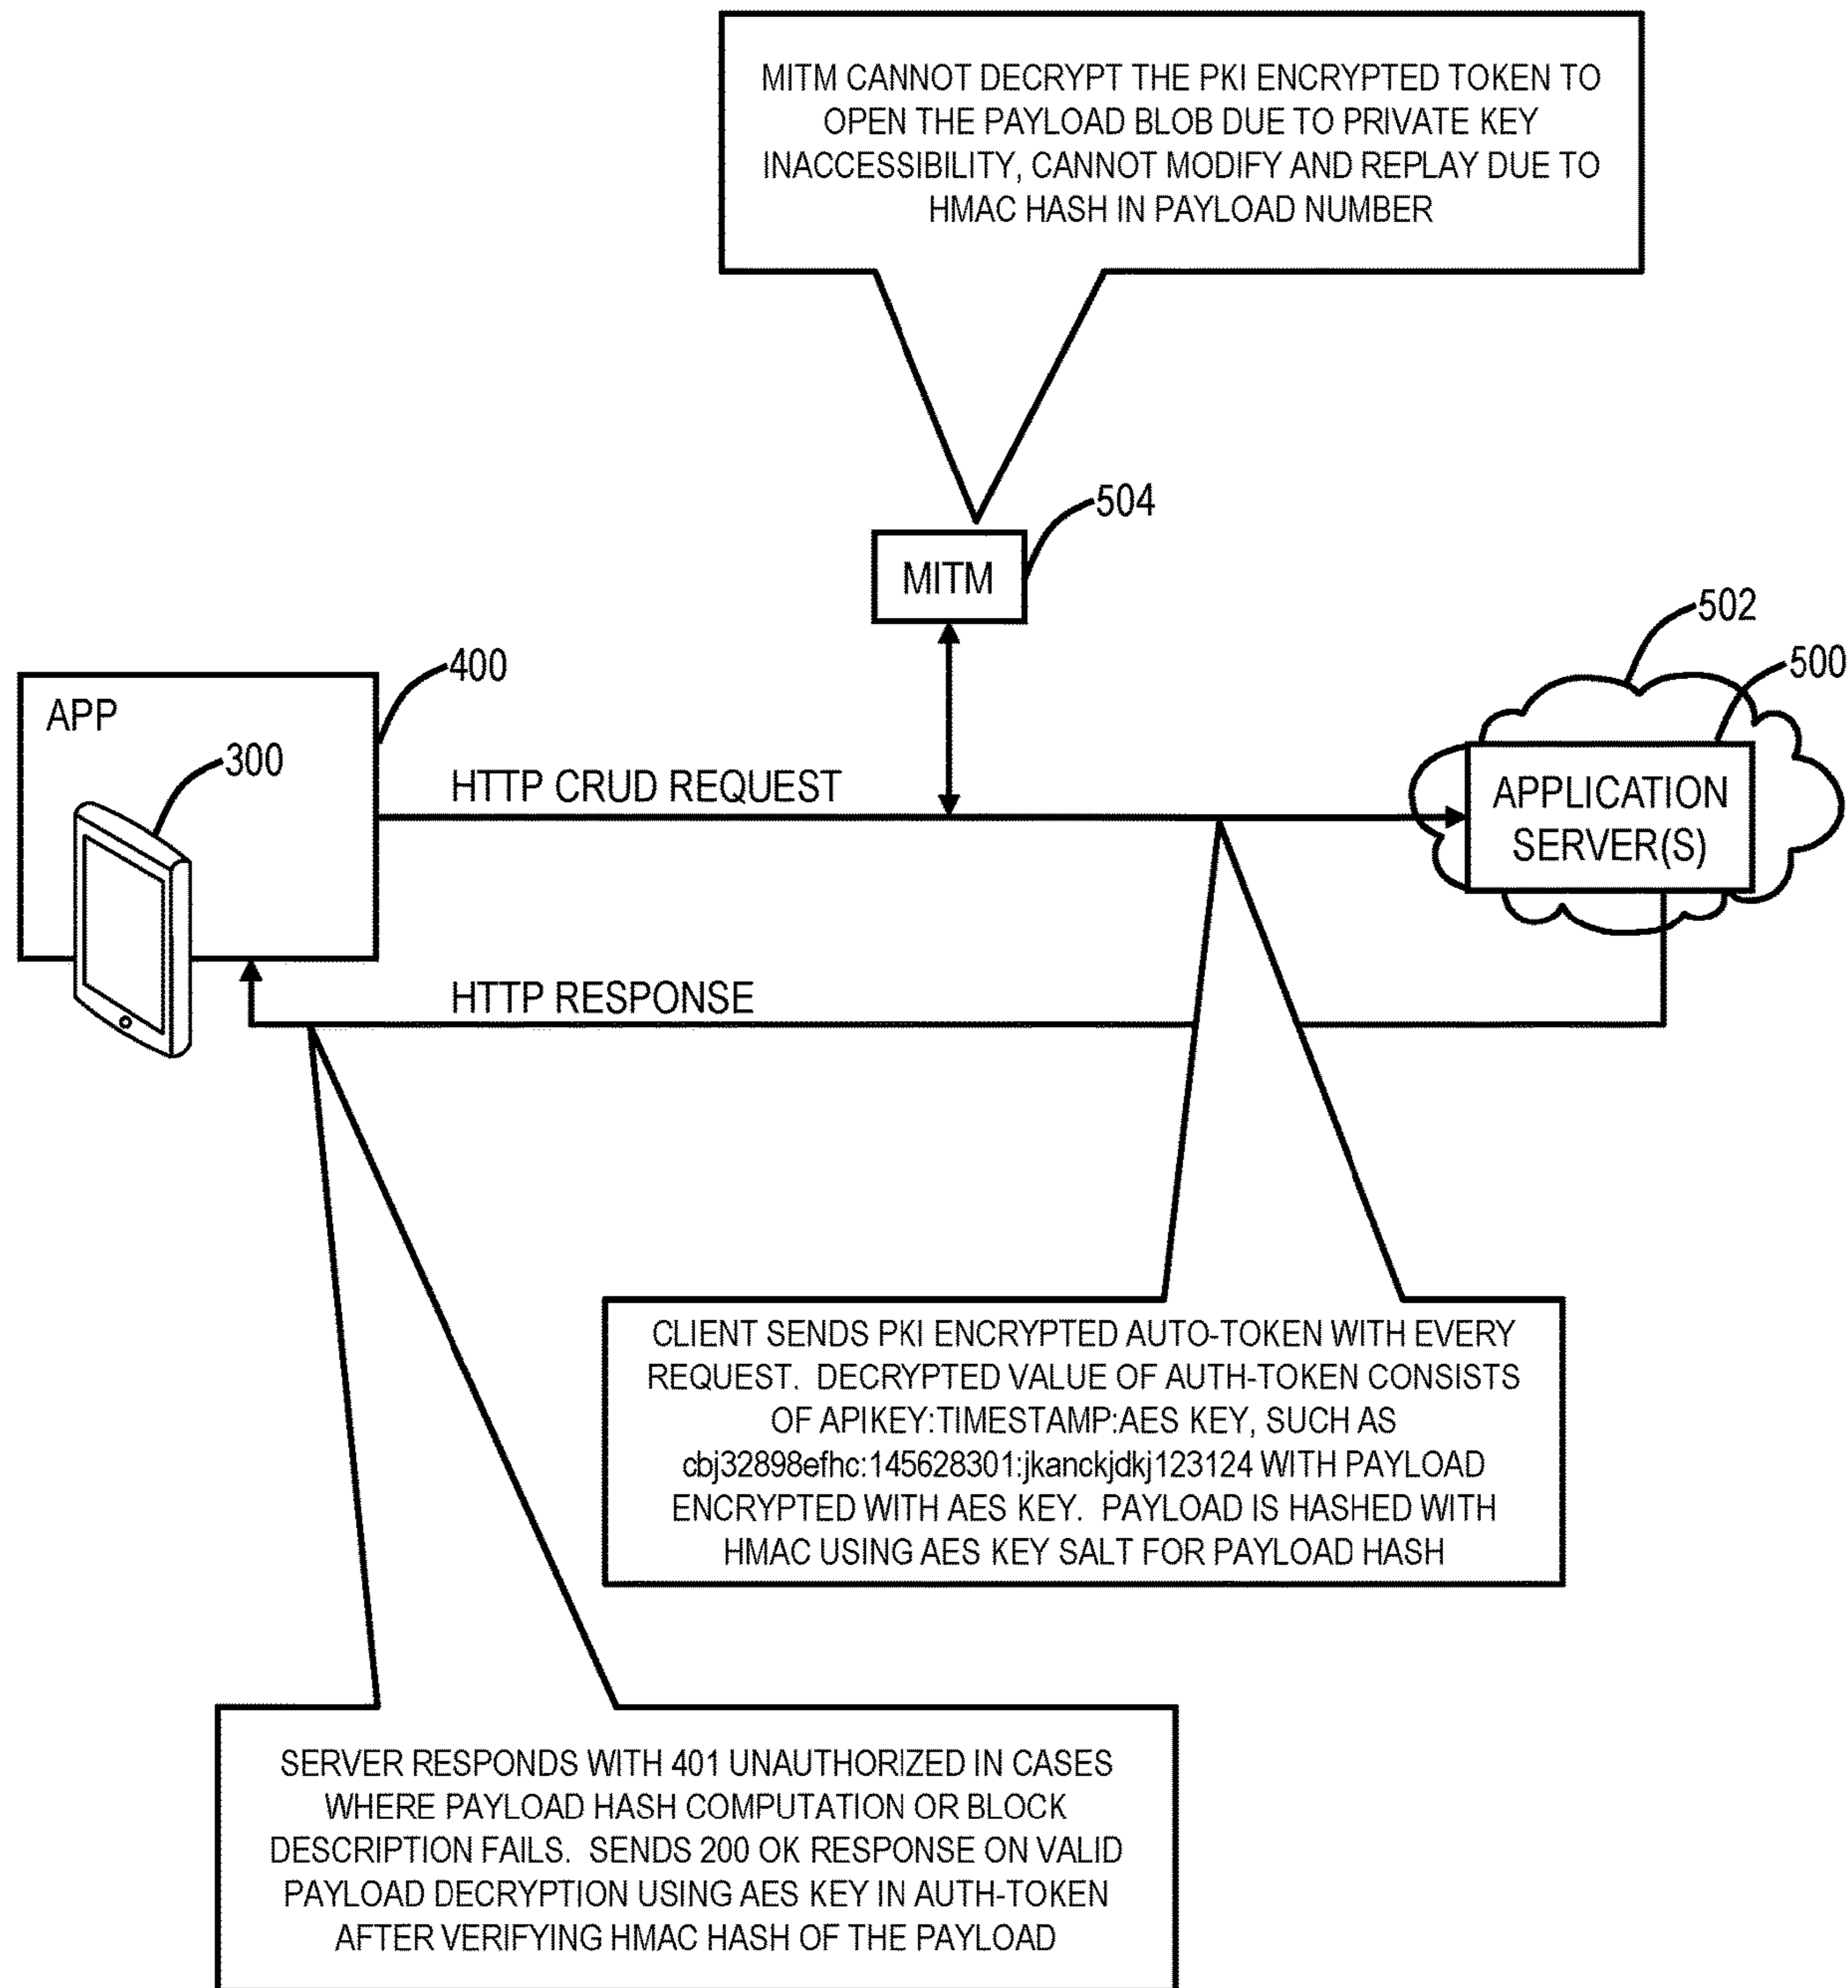 MITM CANNOT DECRYPT THE PKI ENCRYPTED TOKEN TO
OPEN THE PAYLOAD BLOB DUE TO PRIVATE KEY
INACCESSIBILITY, CANNOT MODIFY AND REPLAY DUE TO
HMAC HASH IN PAYLOAD NUMBER
504
MITM
502
500
400
APP
300
HTTP CRUD REQUEST
APPLICATION
SERVER(S)
HTTP RESPONSE
CLIENT SENDS PKI ENCRYPTED AUTO-TOKEN WITH EVERY
REQUEST. DECRYPTED VALUE OF AUTH-TOKEN CONSISTS
OF APIKEY:TIMESTAMP:AES KEY, SUCH AS
cbj32898efhc:145628301:jkanckjdkj123124 WITH PAYLOAD
ENCRYPTED WITH AES KEY. PAYLOAD IS HASHED WITH
HMAC USING AES KEY SALT FOR PAYLOAD HASH
SERVER RESPONDS WITH 401 UNAUTHORIZED IN CASES
WHERE PAYLOAD HASH COMPUTATION OR BLOCK
DESCRIPTION FAILS. SENDS 200 OK RESPONSE ON VALID
PAYLOAD DECRYPTION USING AES KEY IN AUTH-TOKEN
AFTER VERIFYING HMAC HASH OF THE PAYLOAD